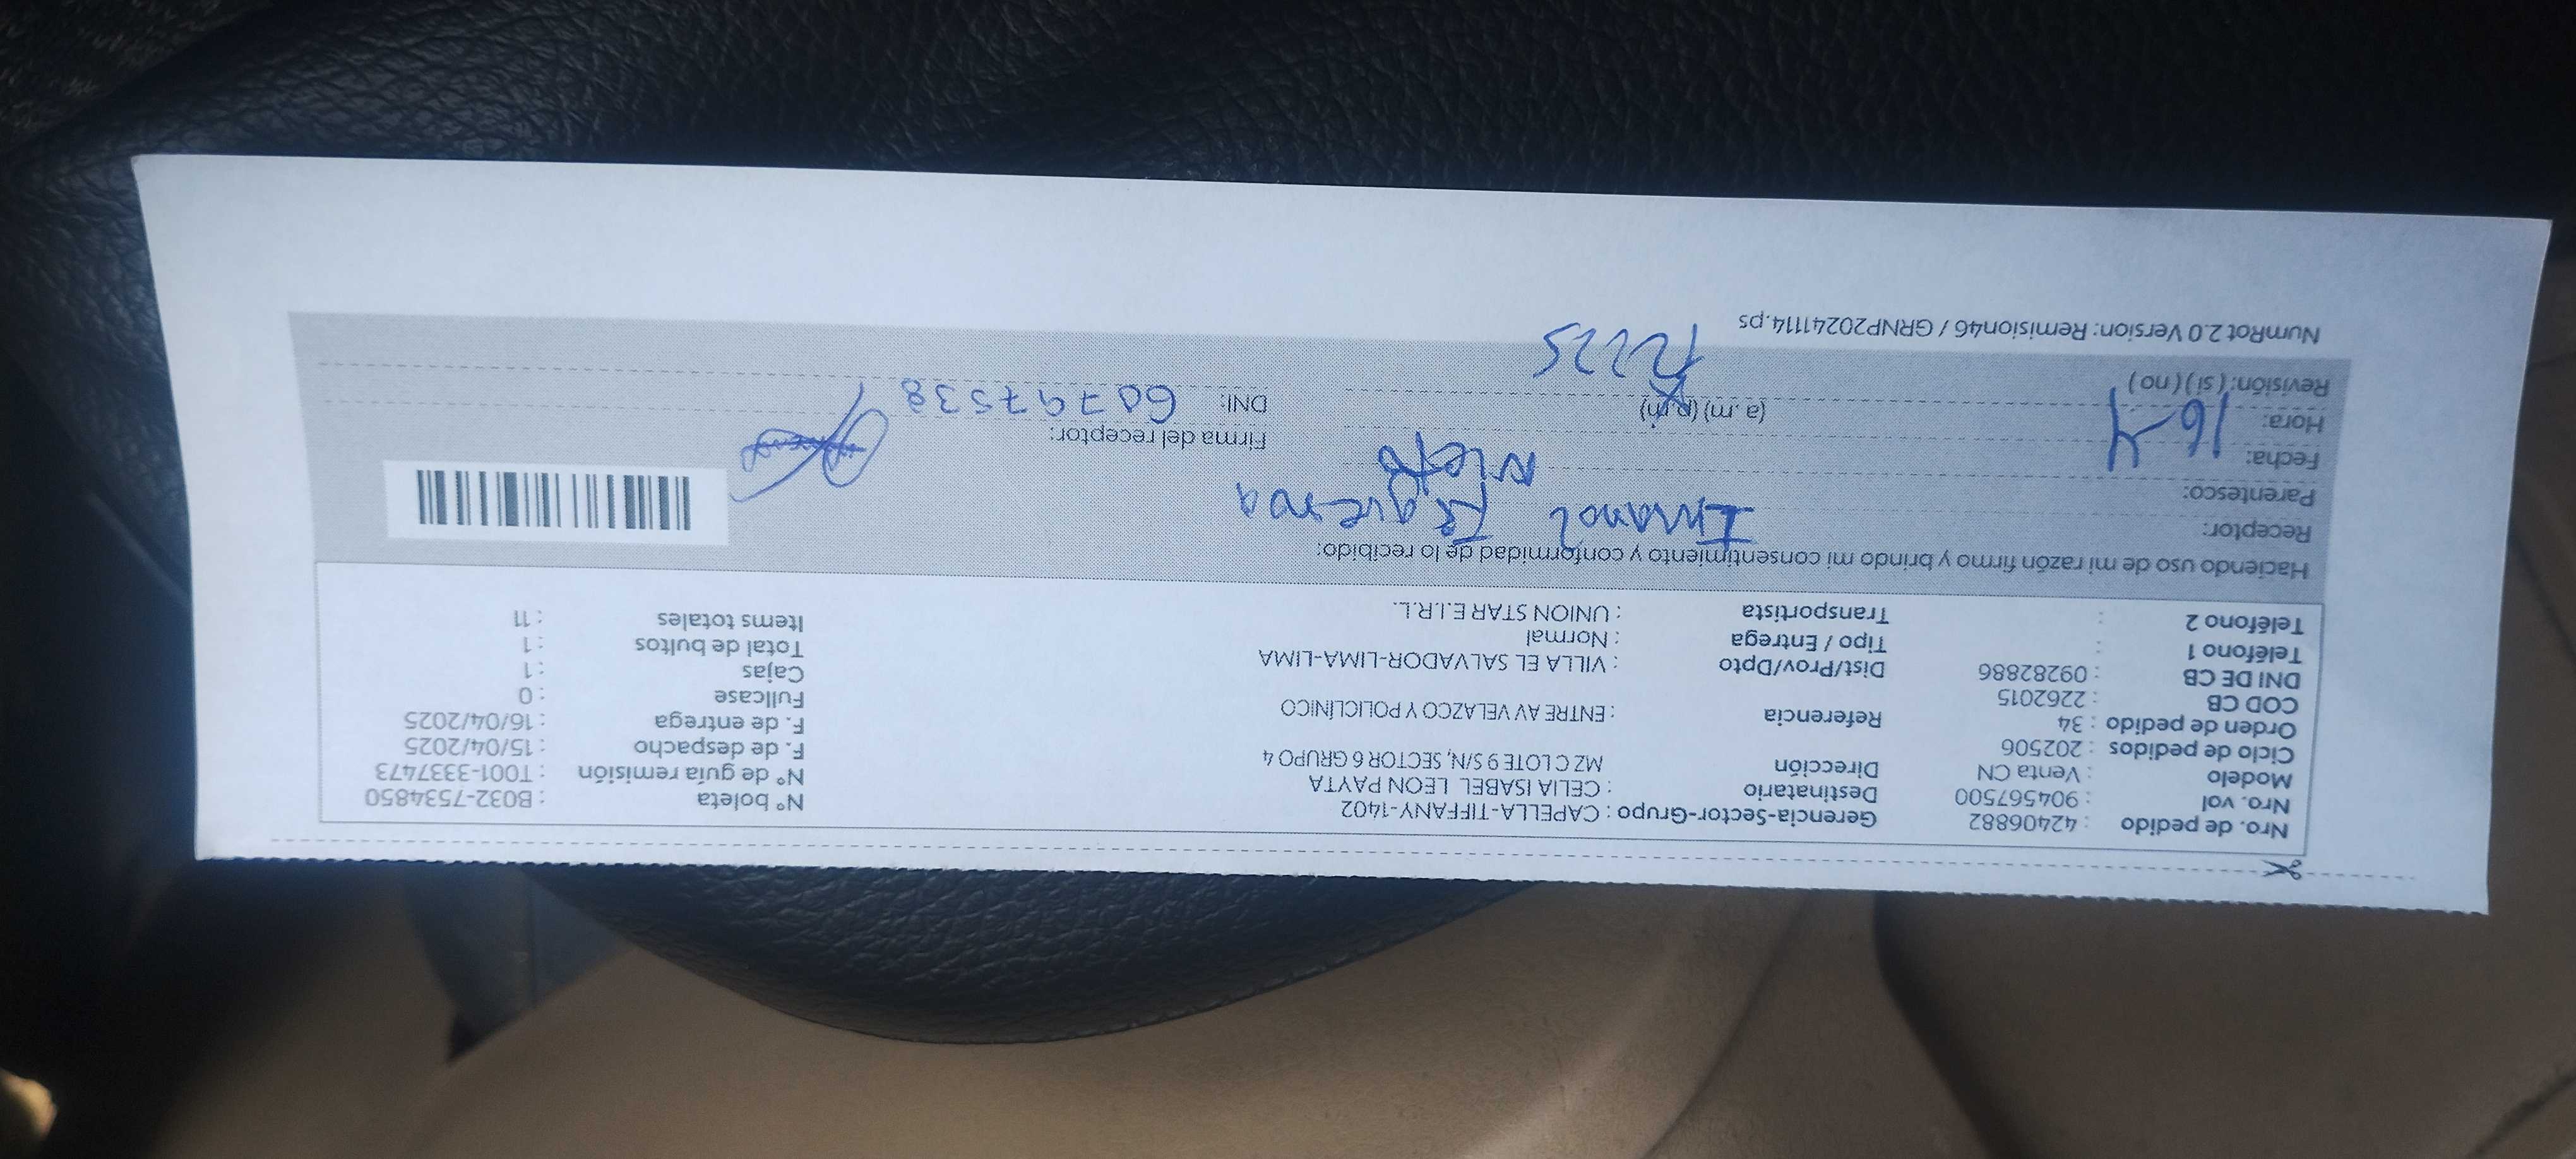 Nro. de pedido : 42406882 Gerencia-Sector-Grupo : CAPELLA-TIFFANY-1402 N° boleta : B032-7534850
Nro. vol : 904567500 Destinatario : CELIA ISABEL LEON PAYTA N° de guía remisión : T001-3337473
Modelo : Venta CN Dirección MZ C LOTE 9 S/N, SECTOR 6 GRUPO 4 F. de despacho : 15/04/2025
Ciclo de pedidos : 202506 F. de entrega : 16/04/2025
Orden de pedido : 34 Referencia : ENTRE AV VELAZCO Y POLICLÍNICO Fullcase : 0
COD CB : 2262015 Cajas : 1
DNI DE CB : 09282886 Dist/Prov/Dpto : VILLA EL SALVADOR-LIMA-LIMA Total de bultos : 1
Teléfono 1 : Tipo / Entrega : Normal Items totales : 11
Teléfono 2 : Transportista : UNION STAR E.I.R.L.
Haciendo uso de mi razón firmo y brindo mi consentimiento y conformidad de lo recibido:
Receptor:
Parentesco: Nieto
Fecha: 16-4 Firma del receptor:
Hora: (a. m) (p. m) DNI: 60797538
Revisión: ( si ) ( no ) 12225
NumRot 2.0 Version: Remision46 / GRNP20241114.ps